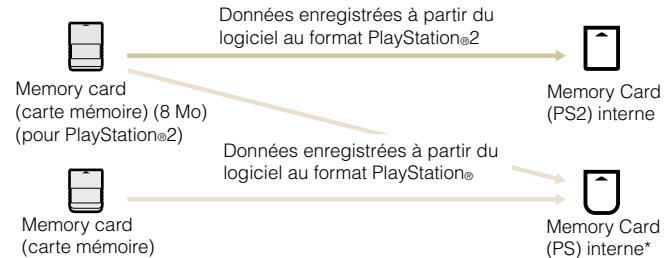 Données enregistrées à partir du
logiciel au format PlayStation®2
Memory card
(carte mémoire) (8 Mo)
(pour PlayStation®2)
Memory Card
(PS2) interne
Données enregistrées à partir du
logiciel au format PlayStation®
Memory card
(carte mémoire)
Memory Card
(PS) interne*